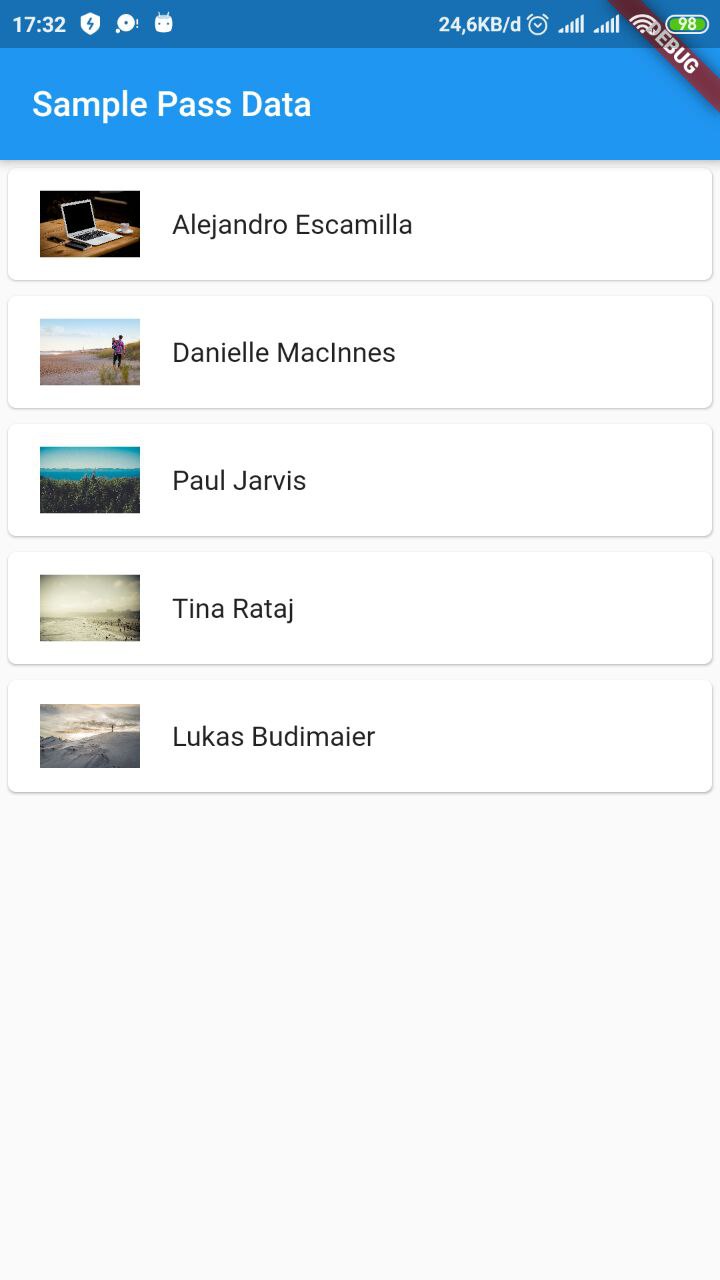 17:32 24,6KB/d 98
DEBUG
Sample Pass Data
Alejandro Escamilla
Danielle MacInnes
Paul Jarvis
Tina Rataj
Lukas Budimaier